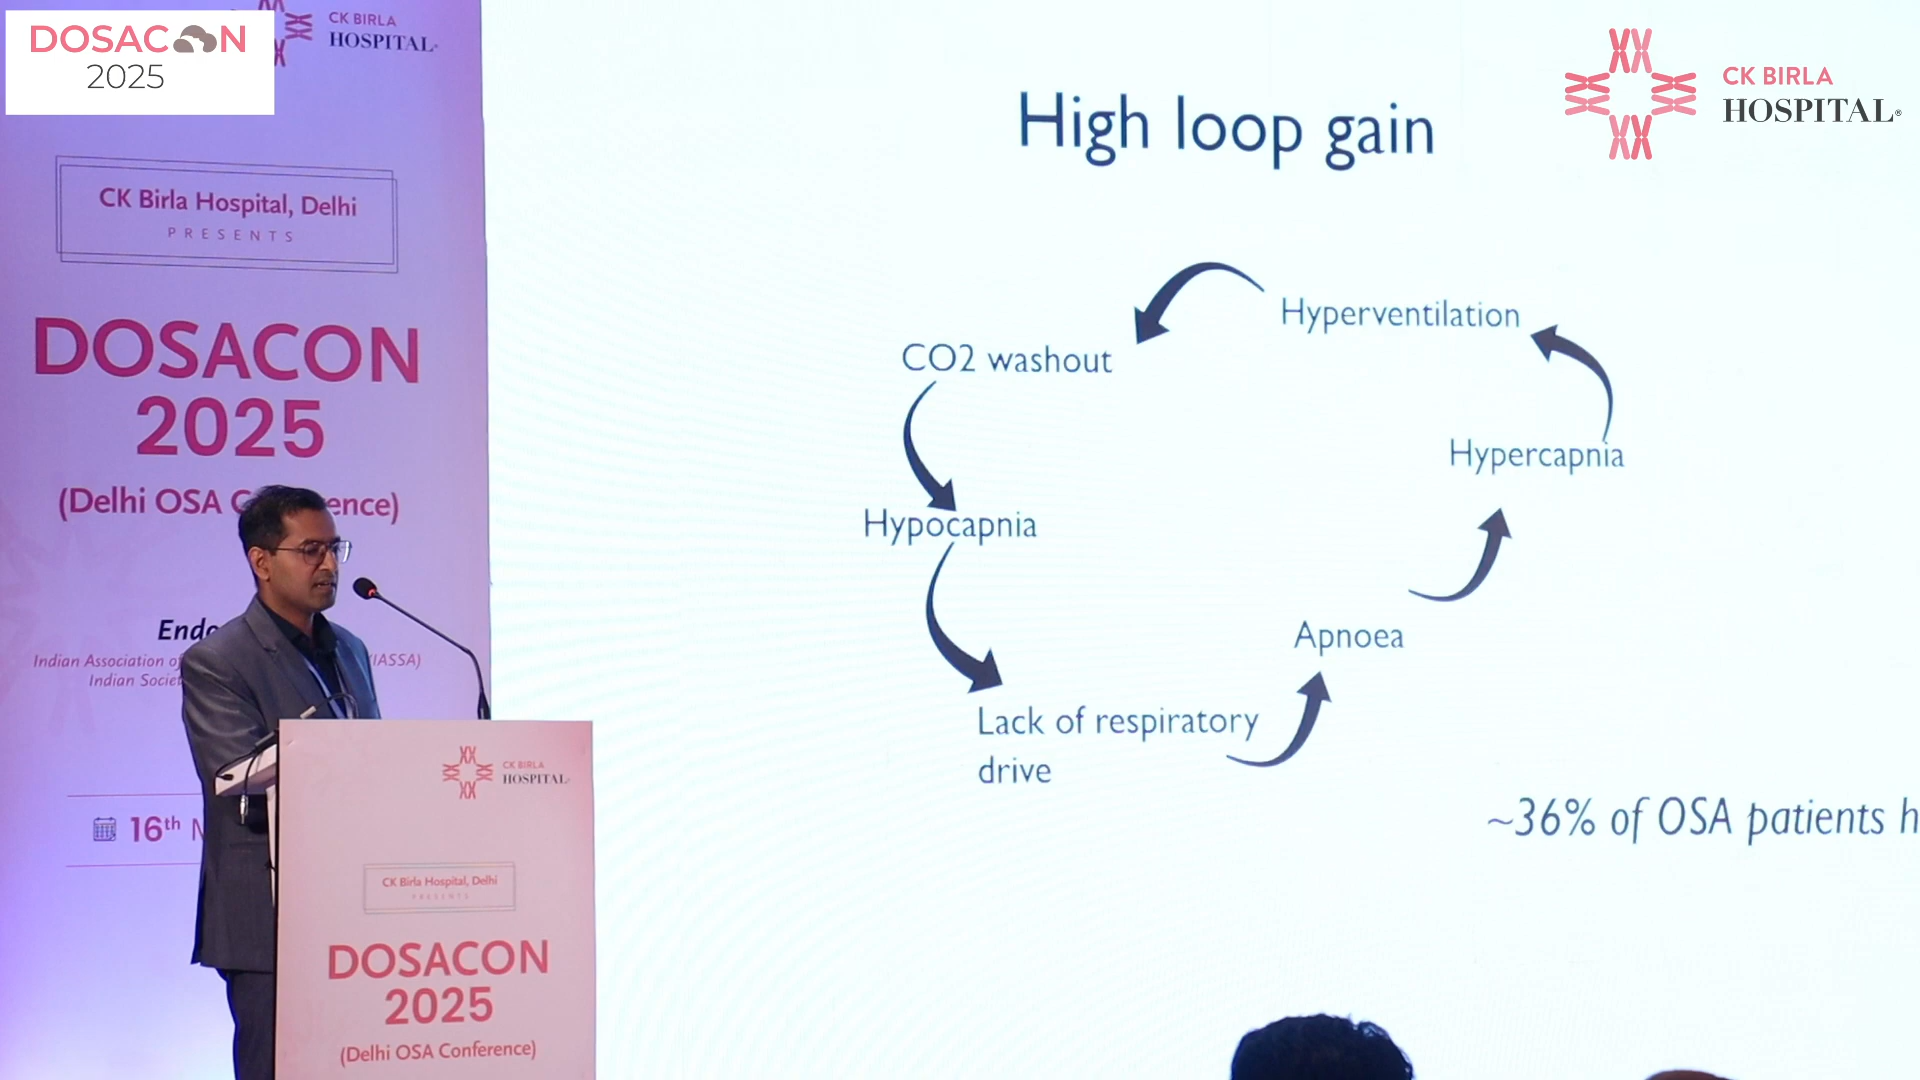 DOSACON
2025
CK BIRLA
HOSPITAL
CK Birla Hospital, Delhi
PRESENTS
DOSACON
2025
(Delhi OSA C ence)
Endo
Indian Association of IASSA)
Indian Societ
16th
CK BIRLA
HOSPITAL
CK Birla Hospital, Delhi
PRESENTS
DOSACON
2025
(Delhi OSA Conference)
High loop gain
CK BIRLA
HOSPITAL®
Hyperventilation
CO2 washout
Hypercapnia
Hypocapnia
Apnoea
Lack of respiratory
drive
~36% of OSA patients h